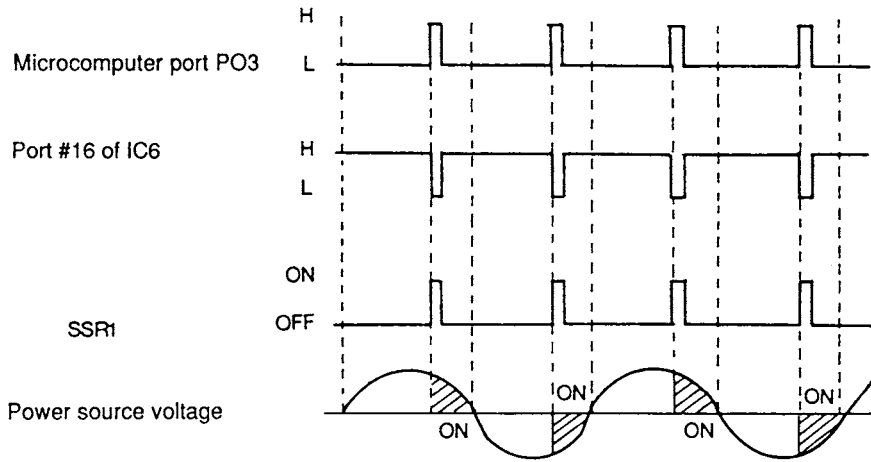 H
Microcomputer port PO3 L
Port #16 of IC6 H
L
ON
SSR1 OFF
ON ON
Power source voltage
ON ON